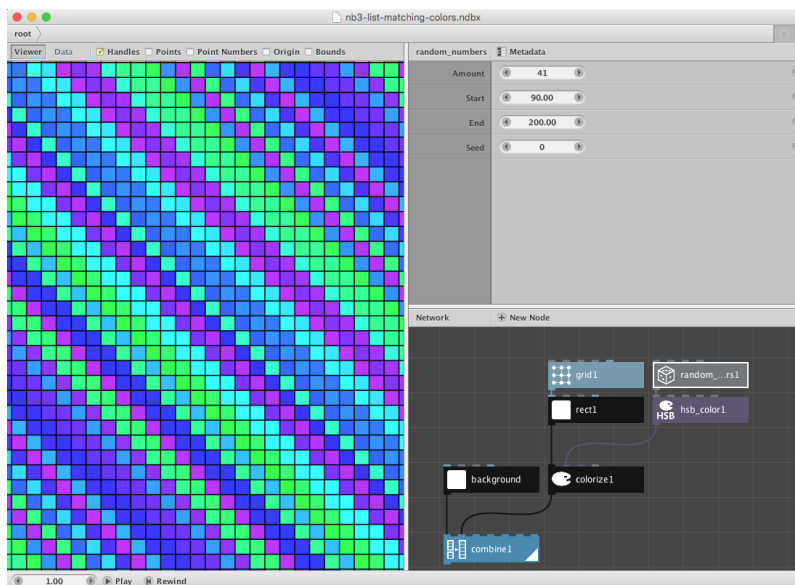 nb3-list-matching-colors.ndbx
root
Viewer Data Handles Points Point Numbers Origin Bounds
random_numbers Metadata
Amount 41
Start 90.00
End 200.00
Seed 0
Network New Node
grid1
random_...rs1
rect1
HSB hsb_color1
background
colorize1
combine1
1.00 Play Rewind